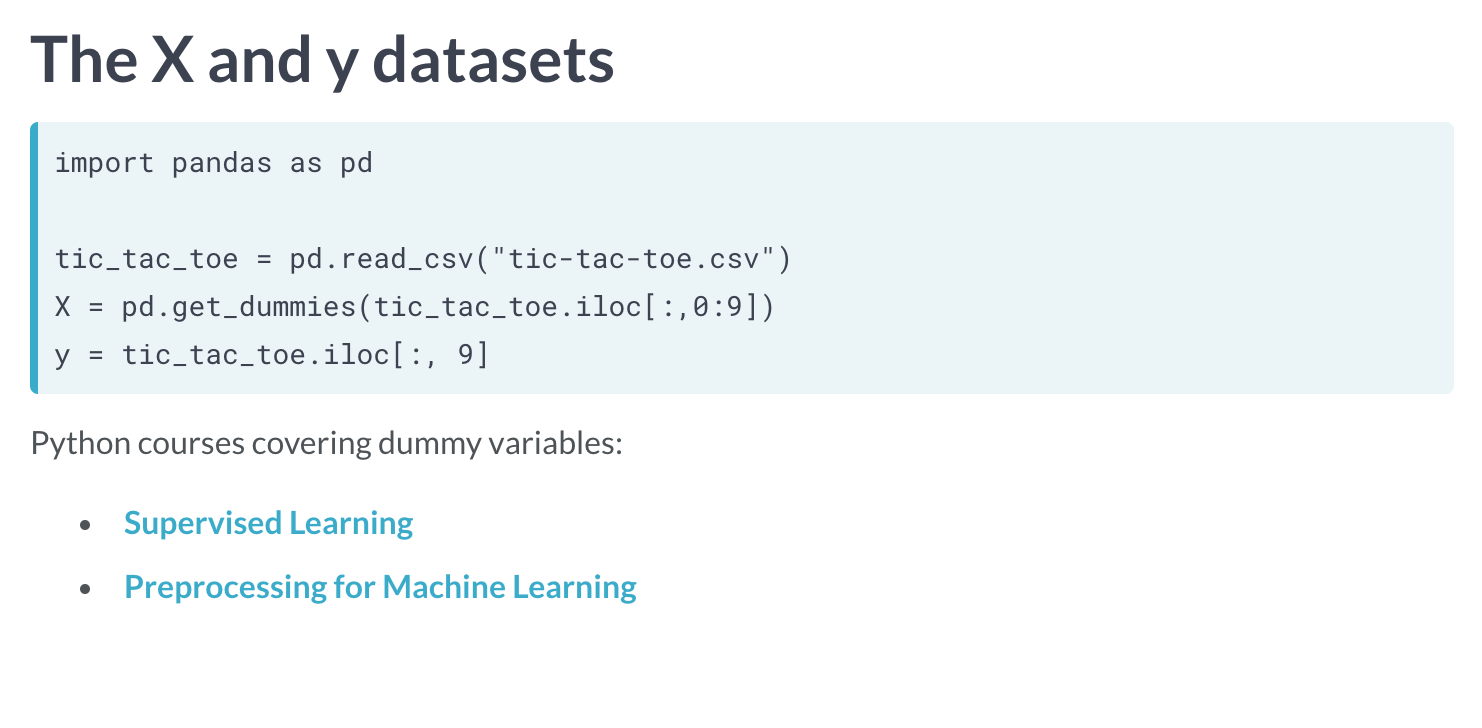 The X and y datasets
import pandas as pd
tic_tac_toe = pd.read_csv("tic-tac-toe.csv")
X = pd.get_dummies(tic_tac_toe.iloc[:,0:9])
y = tic_tac_toe.iloc[:, 9]
Python courses covering dummy variables:
• Supervised Learning
• Preprocessing for Machine Learning